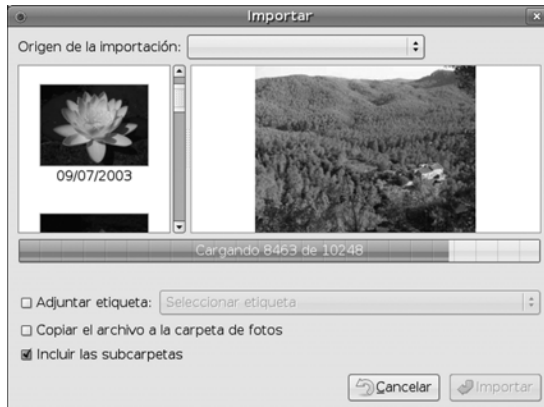 Importar
Origen de la importación:
09/07/2003
Cargando 8463 de 10248
Adjuntar etiqueta: Seleccionar etiqueta
Copiar el archivo a la carpeta de fotos
Incluir las subcarpetas
Cancelar Importar